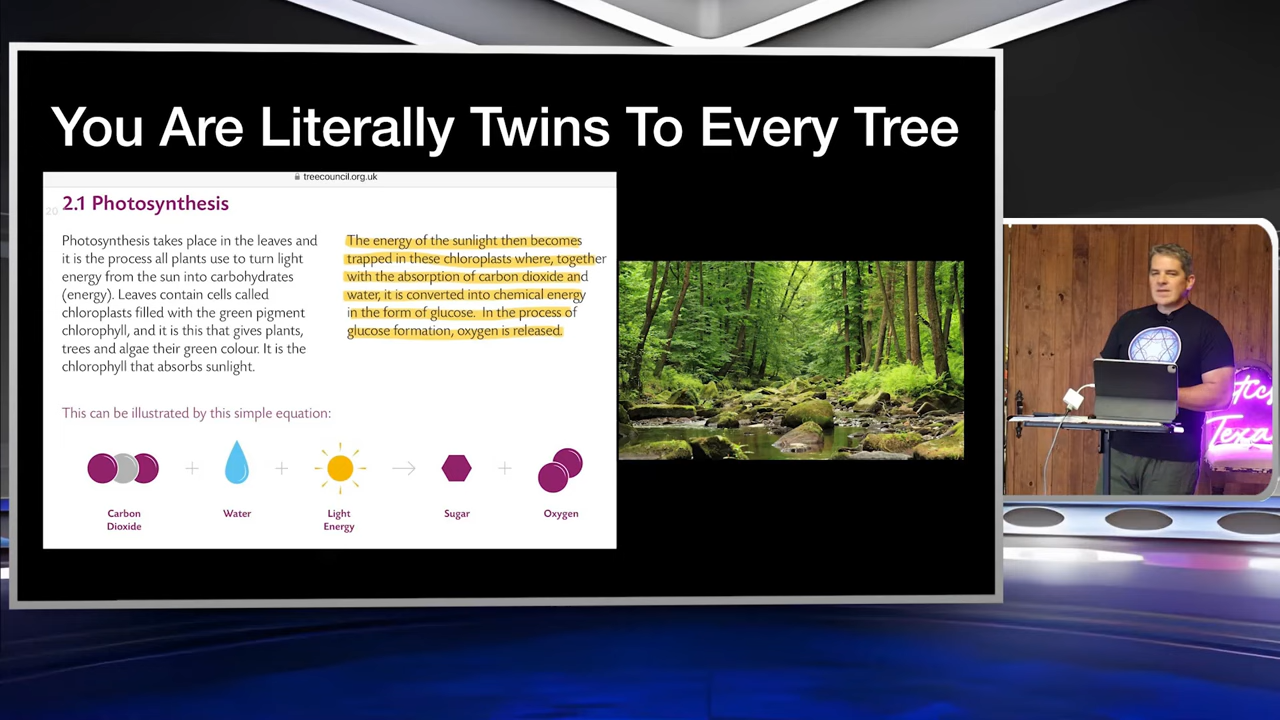 You Are Literally Twins To Every Tree
treecouncil.org.uk
20
2.1 Photosynthesis
Photosynthesis takes place in the leaves and
it is the process all plants use to turn light
energy from the sun into carbohydrates
(energy). Leaves contain cells called
chloroplasts filled with the green pigment
chlorophyll, and it is this that gives plants,
trees and algae their green colour. It is the
chlorophyll that absorbs sunlight.
The energy of the sunlight then becomes
trapped in these chloroplasts where, together
with the absorption of carbon dioxide and
water, it is converted into chemical energy
in the form of glucose. In the process of
glucose formation, oxygen is released.
This can be illustrated by this simple equation:
+ + → +
Carbon
Dioxide
Water
Light
Energy
Sugar
Oxygen